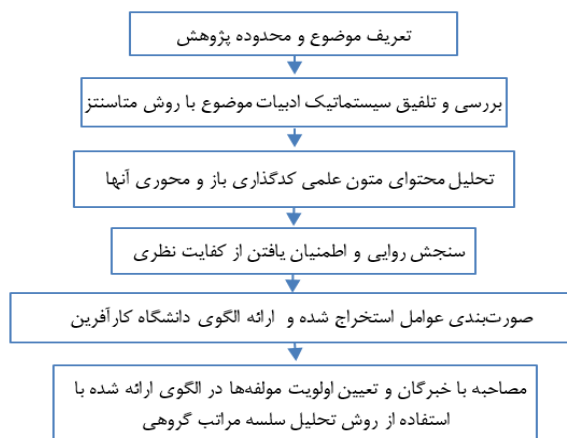 تعریف موضوع و محدوده پژوهش
بررسی و تلفیق سیستماتیک ادبیات موضوع با روش متاسنتز
تحلیل محتوای متون علمی کدگذاری باز و محوری آنها
سنجش روایی و اطمنیان یافتن از کفایت نظری
صورت‌بندی عوامل استخراج شده و ارائه الگوی دانشگاه کارآفرین
مصاحبه با خبرگان و تعیین اولویت مولفه‌ها در الگوی ارائه شده با
استفاده از روش تحلیل سلسه مراتب گروهی